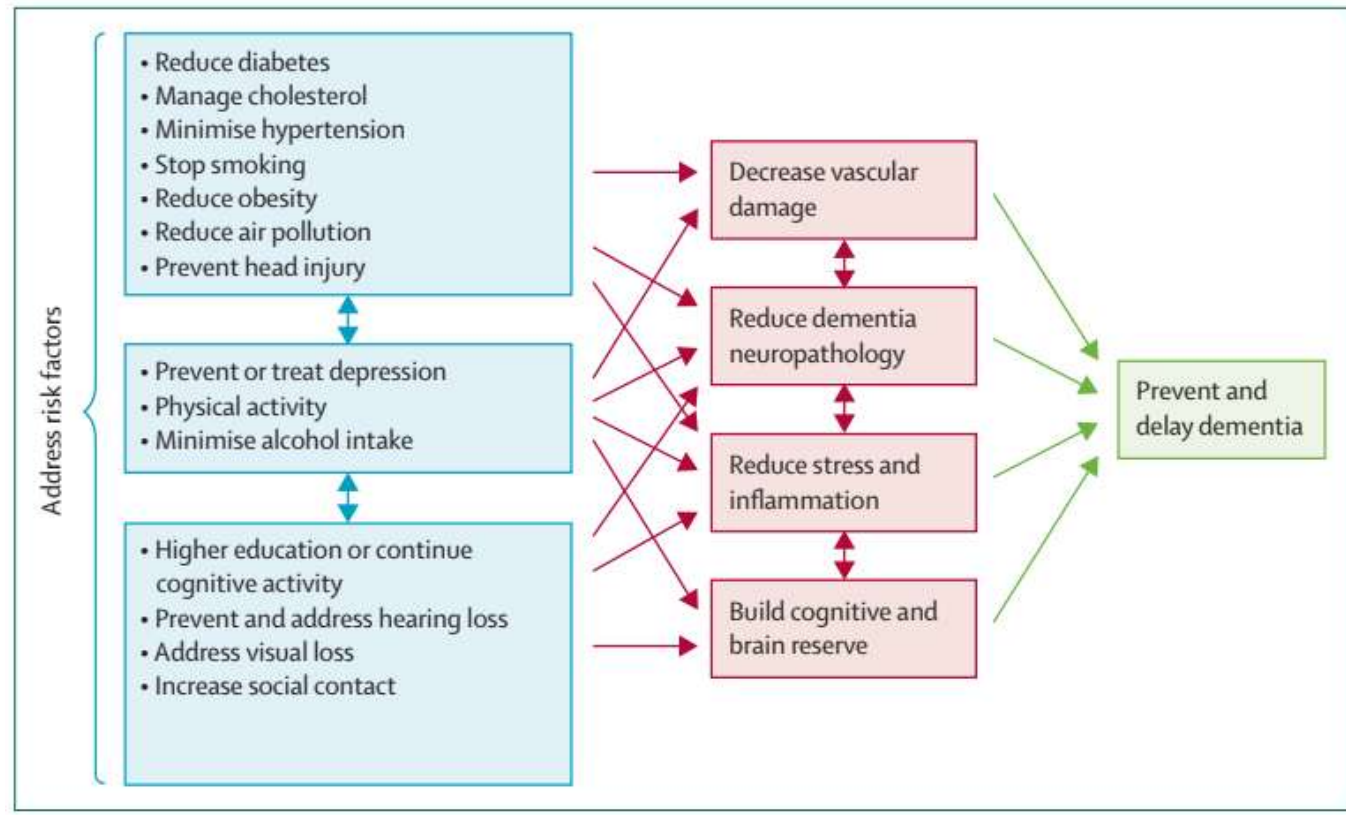 Address risk factors
• Reduce diabetes
• Manage cholesterol
• Minimise hypertension
• Stop smoking
• Reduce obesity
• Reduce air pollution
• Prevent head injury
• Prevent or treat depression
• Physical activity
• Minimise alcohol intake
• Higher education or continue
cognitive activity
• Prevent and address hearing loss
• Address visual loss
• Increase social contact
Decrease vascular
damage
Reduce dementia
neuropathology
Reduce stress and
inflammation
Build cognitive and
brain reserve
Prevent and
delay dementia